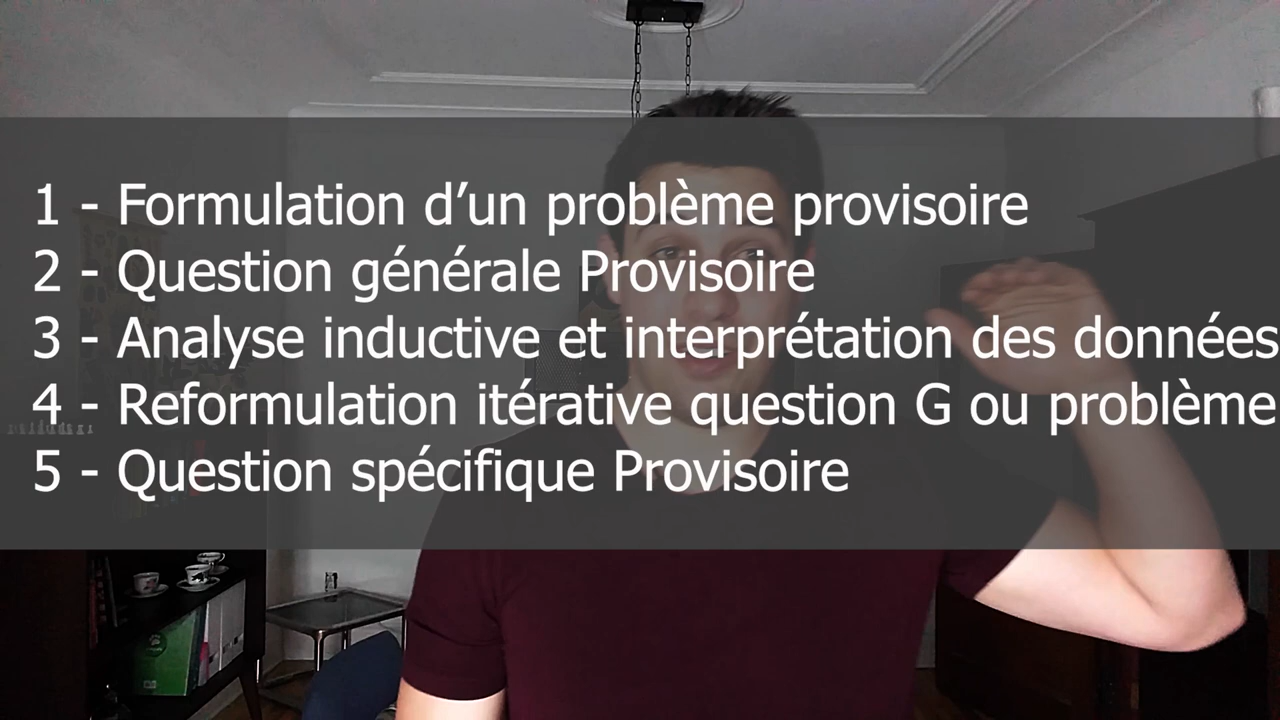 1 - Formulation d’un problème provisoire
2 - Question générale Provisoire
3 - Analyse inductive et interprétation des données
4 - Reformulation itérative question G ou problème
5 - Question spécifique Provisoire